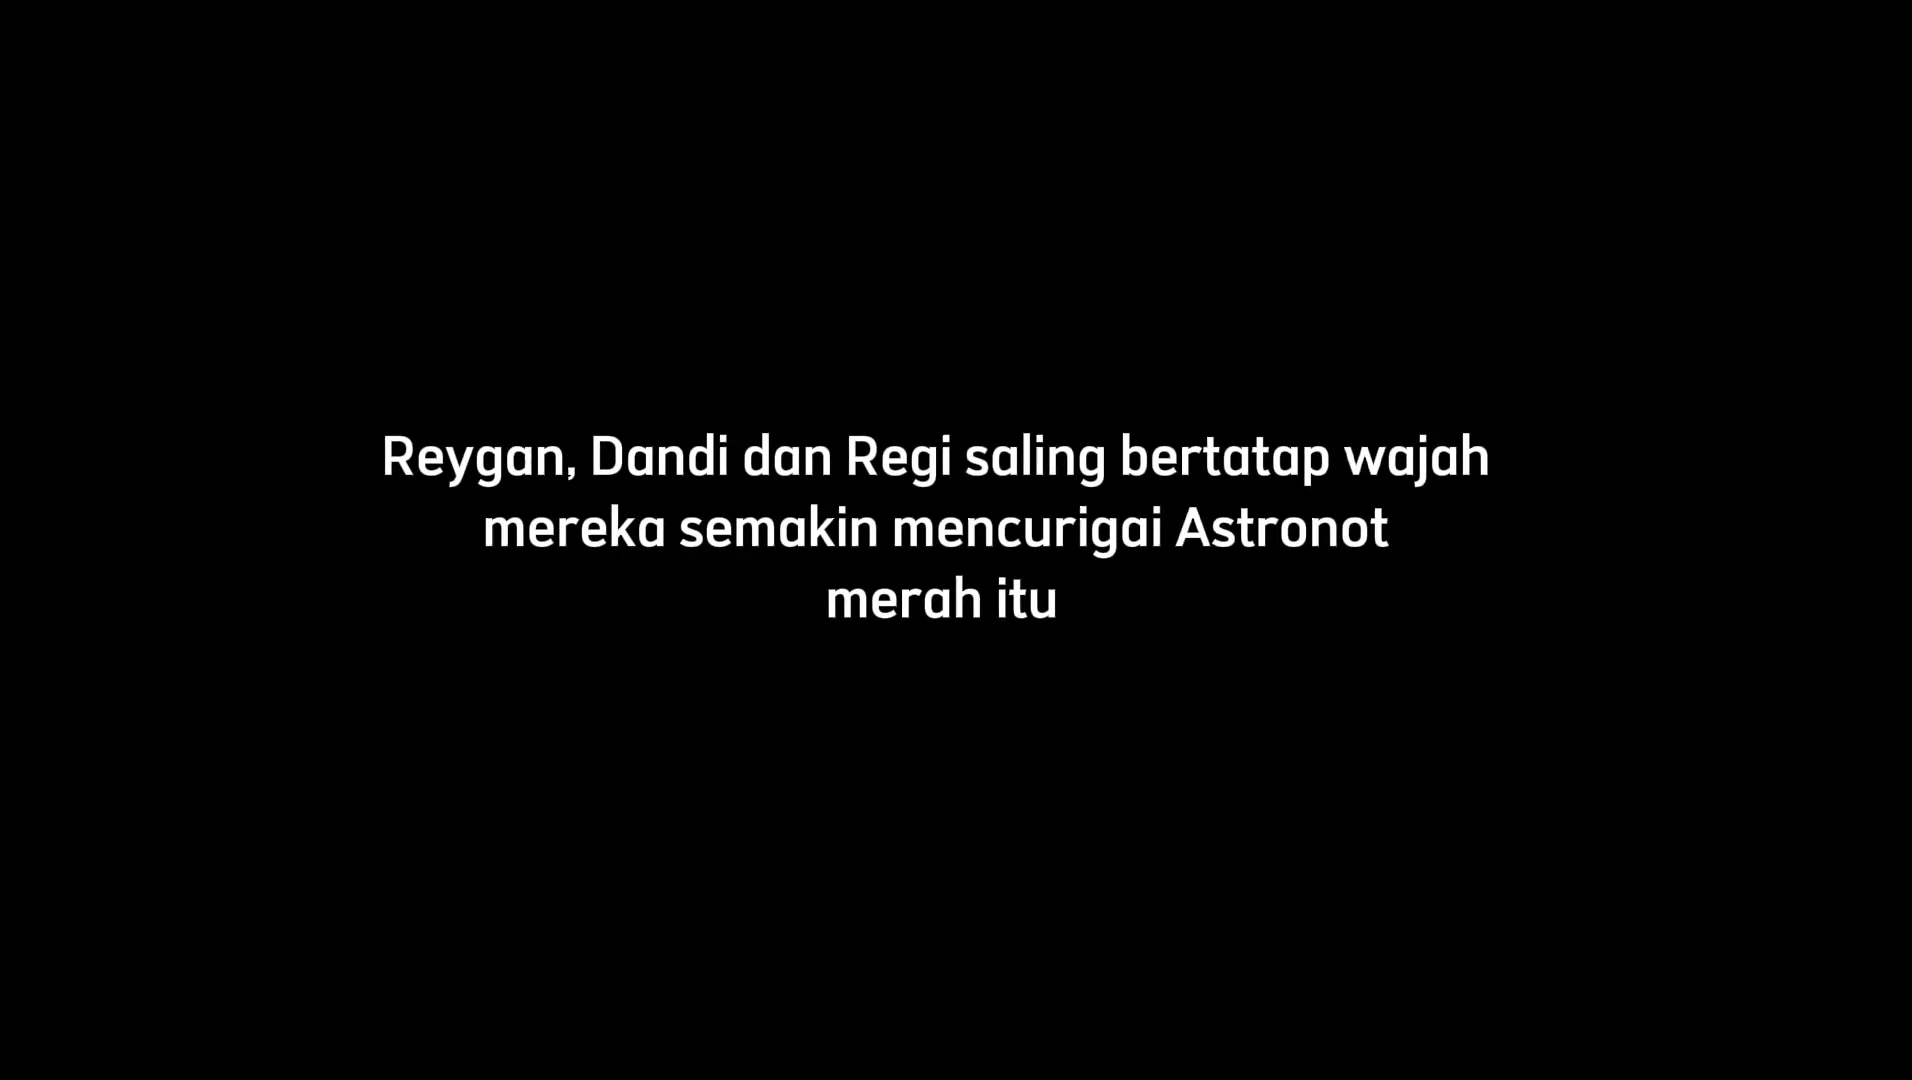 Reygan, Dandi dan Regi saling bertatap wajah
mereka semakin mencurigai Astronot
merah itu